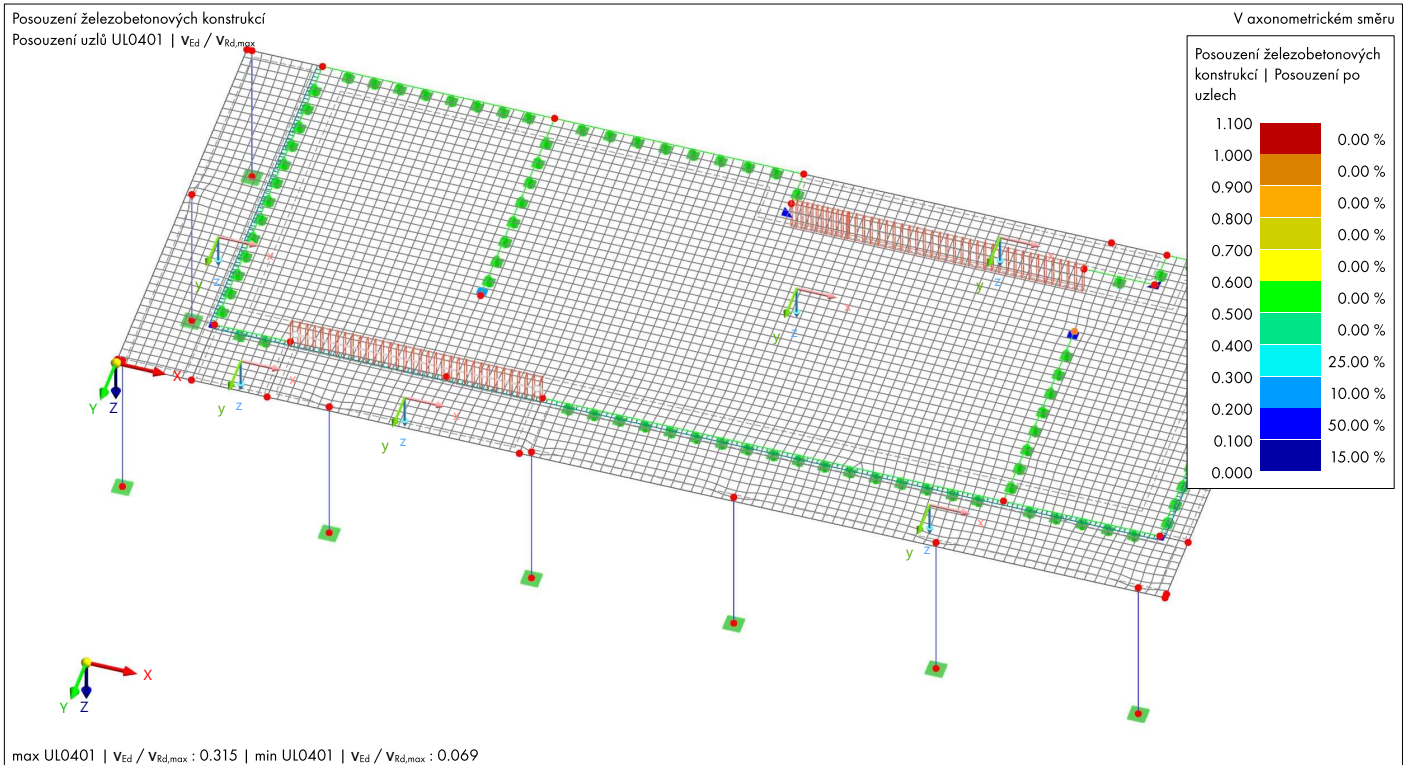 Posouzení železobetonových konstrukcí
Posouzení uzlů UL0401 | vEd / vRd,max
V axonometrickém směru
Posouzení železobetonových
konstrukcí | Posouzení po
uzlech
1.100
0.00 %
1.000
0.00 %
0.900
0.00 %
0.800
0.00 %
0.700
0.00 %
0.600
0.00 %
0.500
0.00 %
0.400
25.00 %
0.300
10.00 %
0.200
50.00 %
0.100
15.00 %
0.000
x
y
z
x
y
z
x
y
z
X
Y
Z
x
y
z
x
y
z
x
y
z
X
Y
Z
max UL0401 | vEd / vRd,max : 0.315 | min UL0401 | vEd / vRd,max : 0.069